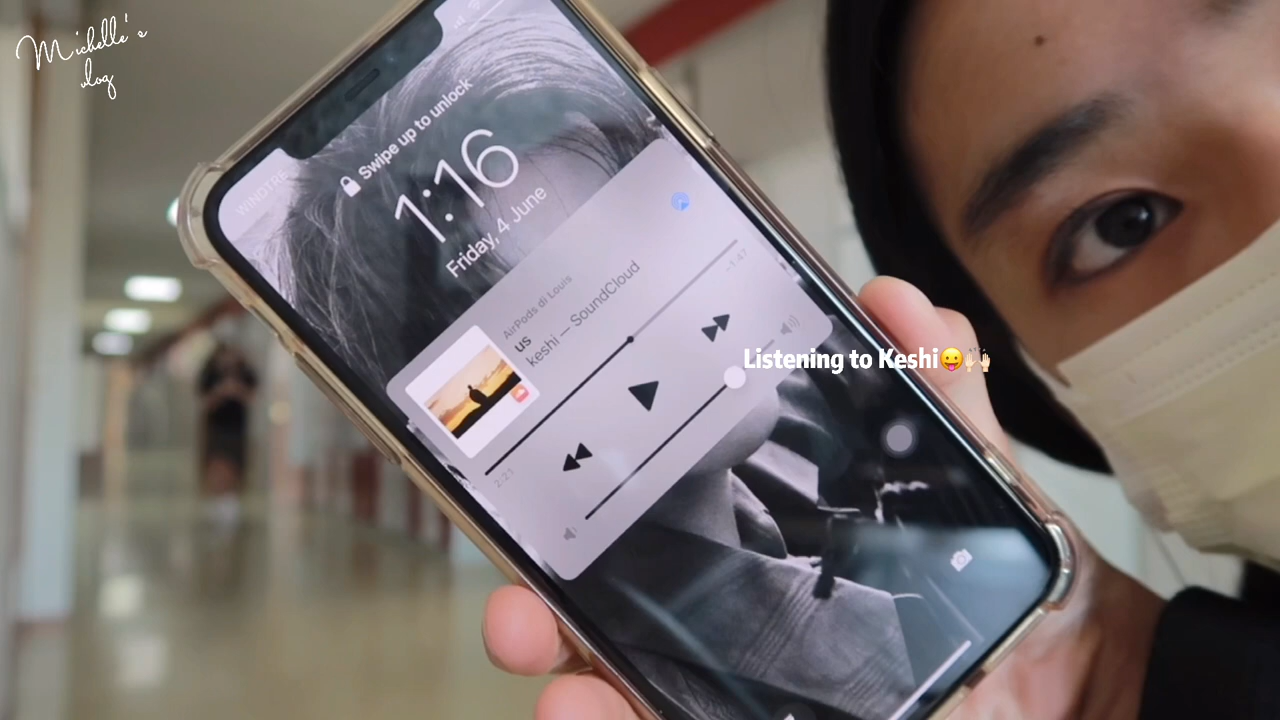 Michelle's
vlog
WINDTRE
Swipe up to unlock
1:16
Friday, 4 June
AirPods di Louis
us
keshi — SoundCloud
2:21
-1:47
Listening to Keshi😛🙌🏻